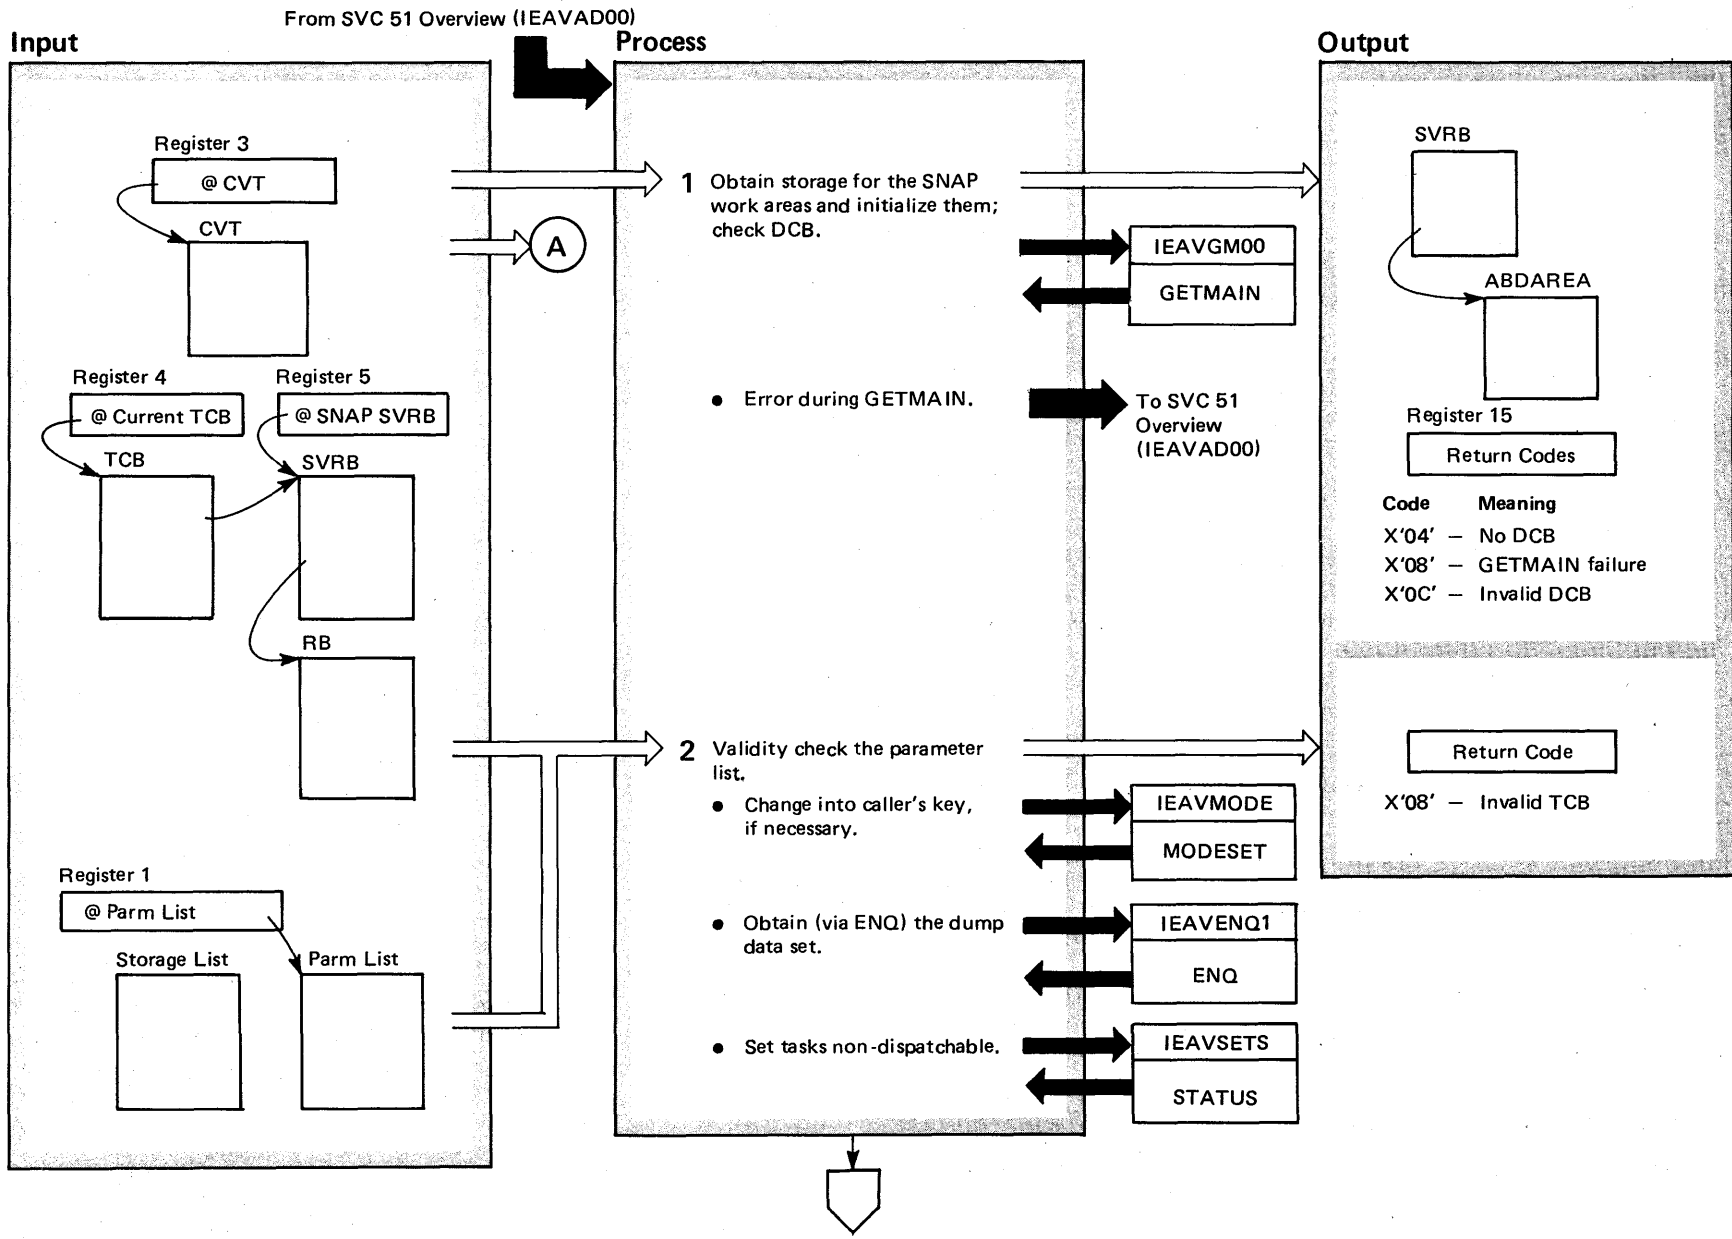 From SVC 51 Overview (IEAVAD00)
Input
Process
Output
Register 3
@ CVT
CVT
A
Register 4
@ Current TCB
TCB
Register 5
@ SNAP SVRB
SVRB
RB
Register 1
@ Parm List
Storage List
Parm List
1 Obtain storage for the SNAP
work areas and initialize them;
check DCB.
IEAVGM00
GETMAIN
• Error during GETMAIN.
To SVC 51
Overview
(IEAVAD00)
2 Validity check the parameter
list.
• Change into caller's key,
if necessary.
IEAVMODE
MODESET
• Obtain (via ENQ) the dump
data set.
IEAVENQ1
ENQ
• Set tasks non-dispatchable.
IEAVSETS
STATUS
SVRB
ABDAREA
Register 15
Return Codes
Code Meaning
X'04' — No DCB
X'08' — GETMAIN failure
X'0C' — Invalid DCB
Return Code
X'08' — Invalid TCB